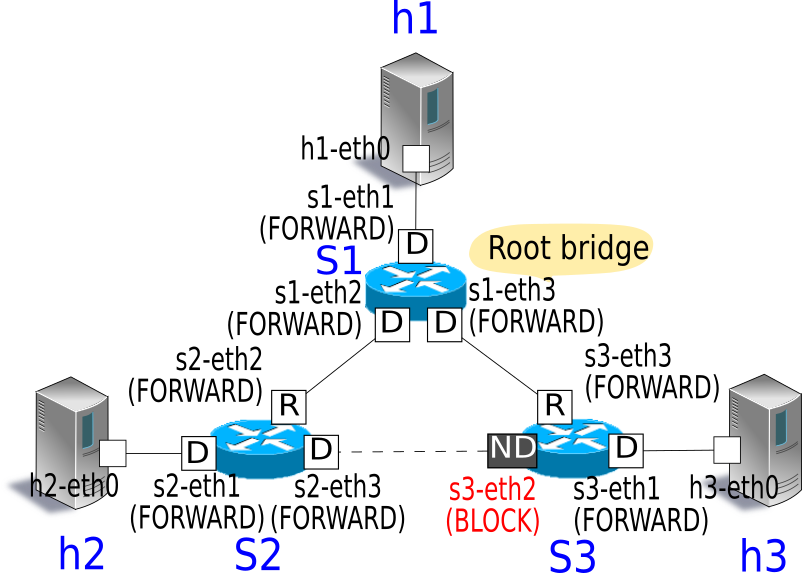 h1
h1-eth0
s1-eth1
(FORWARD)
D
Root bridge
S1
s1-eth2
(FORWARD)
s1-eth3
(FORWARD)
D
D
s2-eth2
(FORWARD)
s3-eth3
(FORWARD)
R
R
D
D
ND
D
h2-eth0
s2-eth1
(FORWARD)
s2-eth3
(FORWARD)
s3-eth2
(BLOCK)
s3-eth1
(FORWARD)
h3-eth0
h2
S2
S3
h3